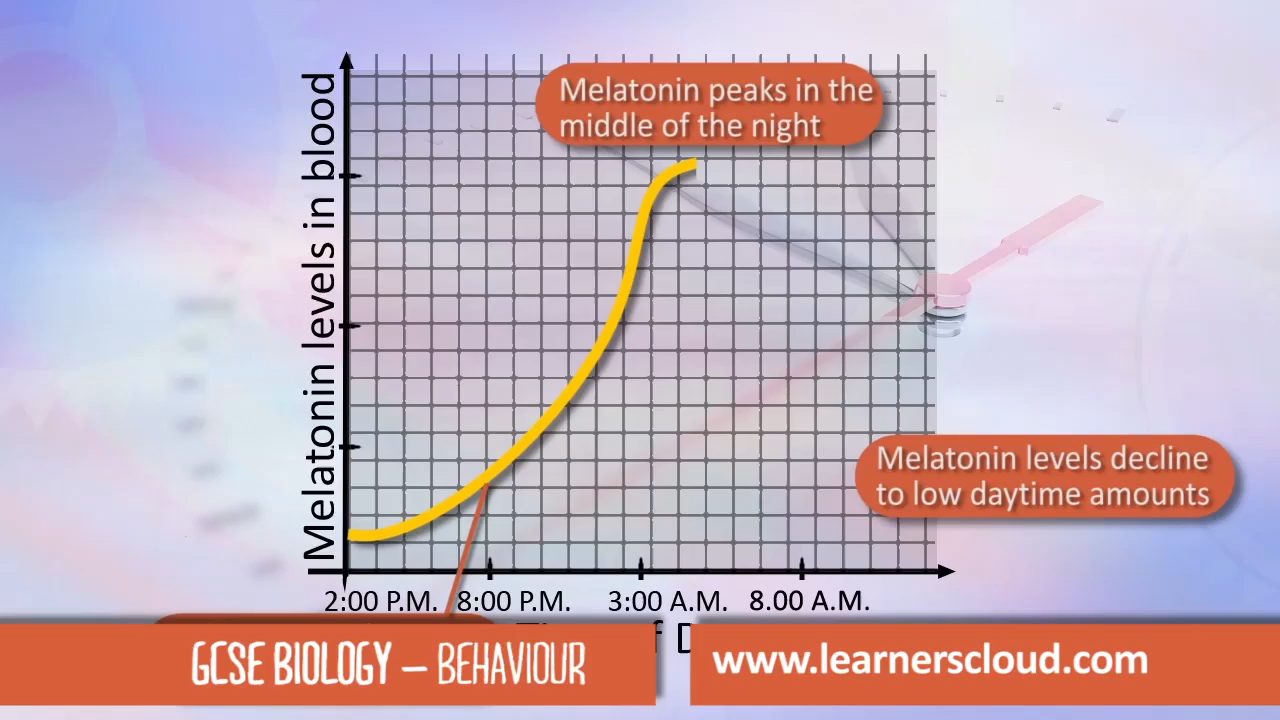 Melatonin peaks in the
middle of the night
Melatonin levels in blood
Melatonin levels decline
to low daytime amounts
2:00 P.M.
8:00 P.M.
3:00 A.M.
8.00 A.M.
GCSE BIOLOGY – BEHAVIOUR
www.learnerscloud.com